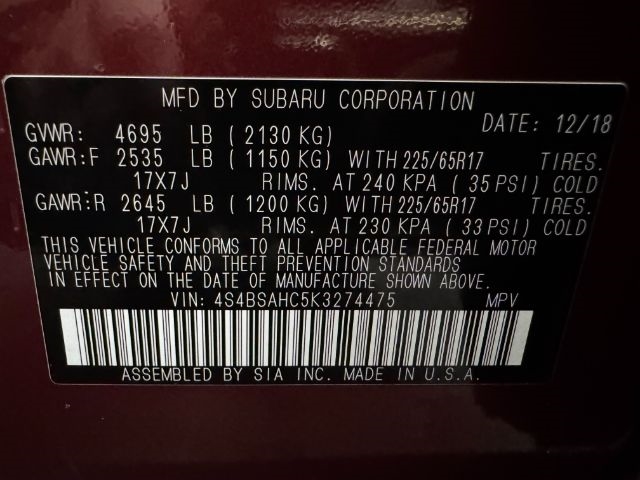 MFD BY SUBARU CORPORATION
DATE: 12/18
GVWR: 4695 LB ( 2130 KG)
GAWR:F 2535 LB ( 1150 KG) WITH 225/65R17 TIRES.
17X7J RIMS. AT 240 KPA ( 35 PSI) COLD
GAWR:R 2645 LB ( 1200 KG) WITH 225/65R17 TIRES.
17X7J RIMS. AT 230 KPA ( 33 PSI) COLD
THIS VEHICLE CONFORMS TO ALL APPLICABLE FEDERAL MOTOR
VEHICLE SAFETY AND THEFT PREVENTION STANDARDS
IN EFFECT ON THE DATE OF MANUFACTURE SHOWN ABOVE.
VIN: 4S4BSAHC5K3274475 MPV
ASSEMBLED BY SIA INC. MADE IN U.S.A.